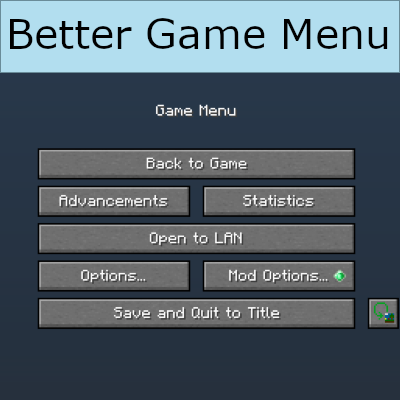 Better Game Menu
Game Menu
Back to Game
Advancements Statistics
Open to LAN
Options... Mod Options...
Save and Quit to Title